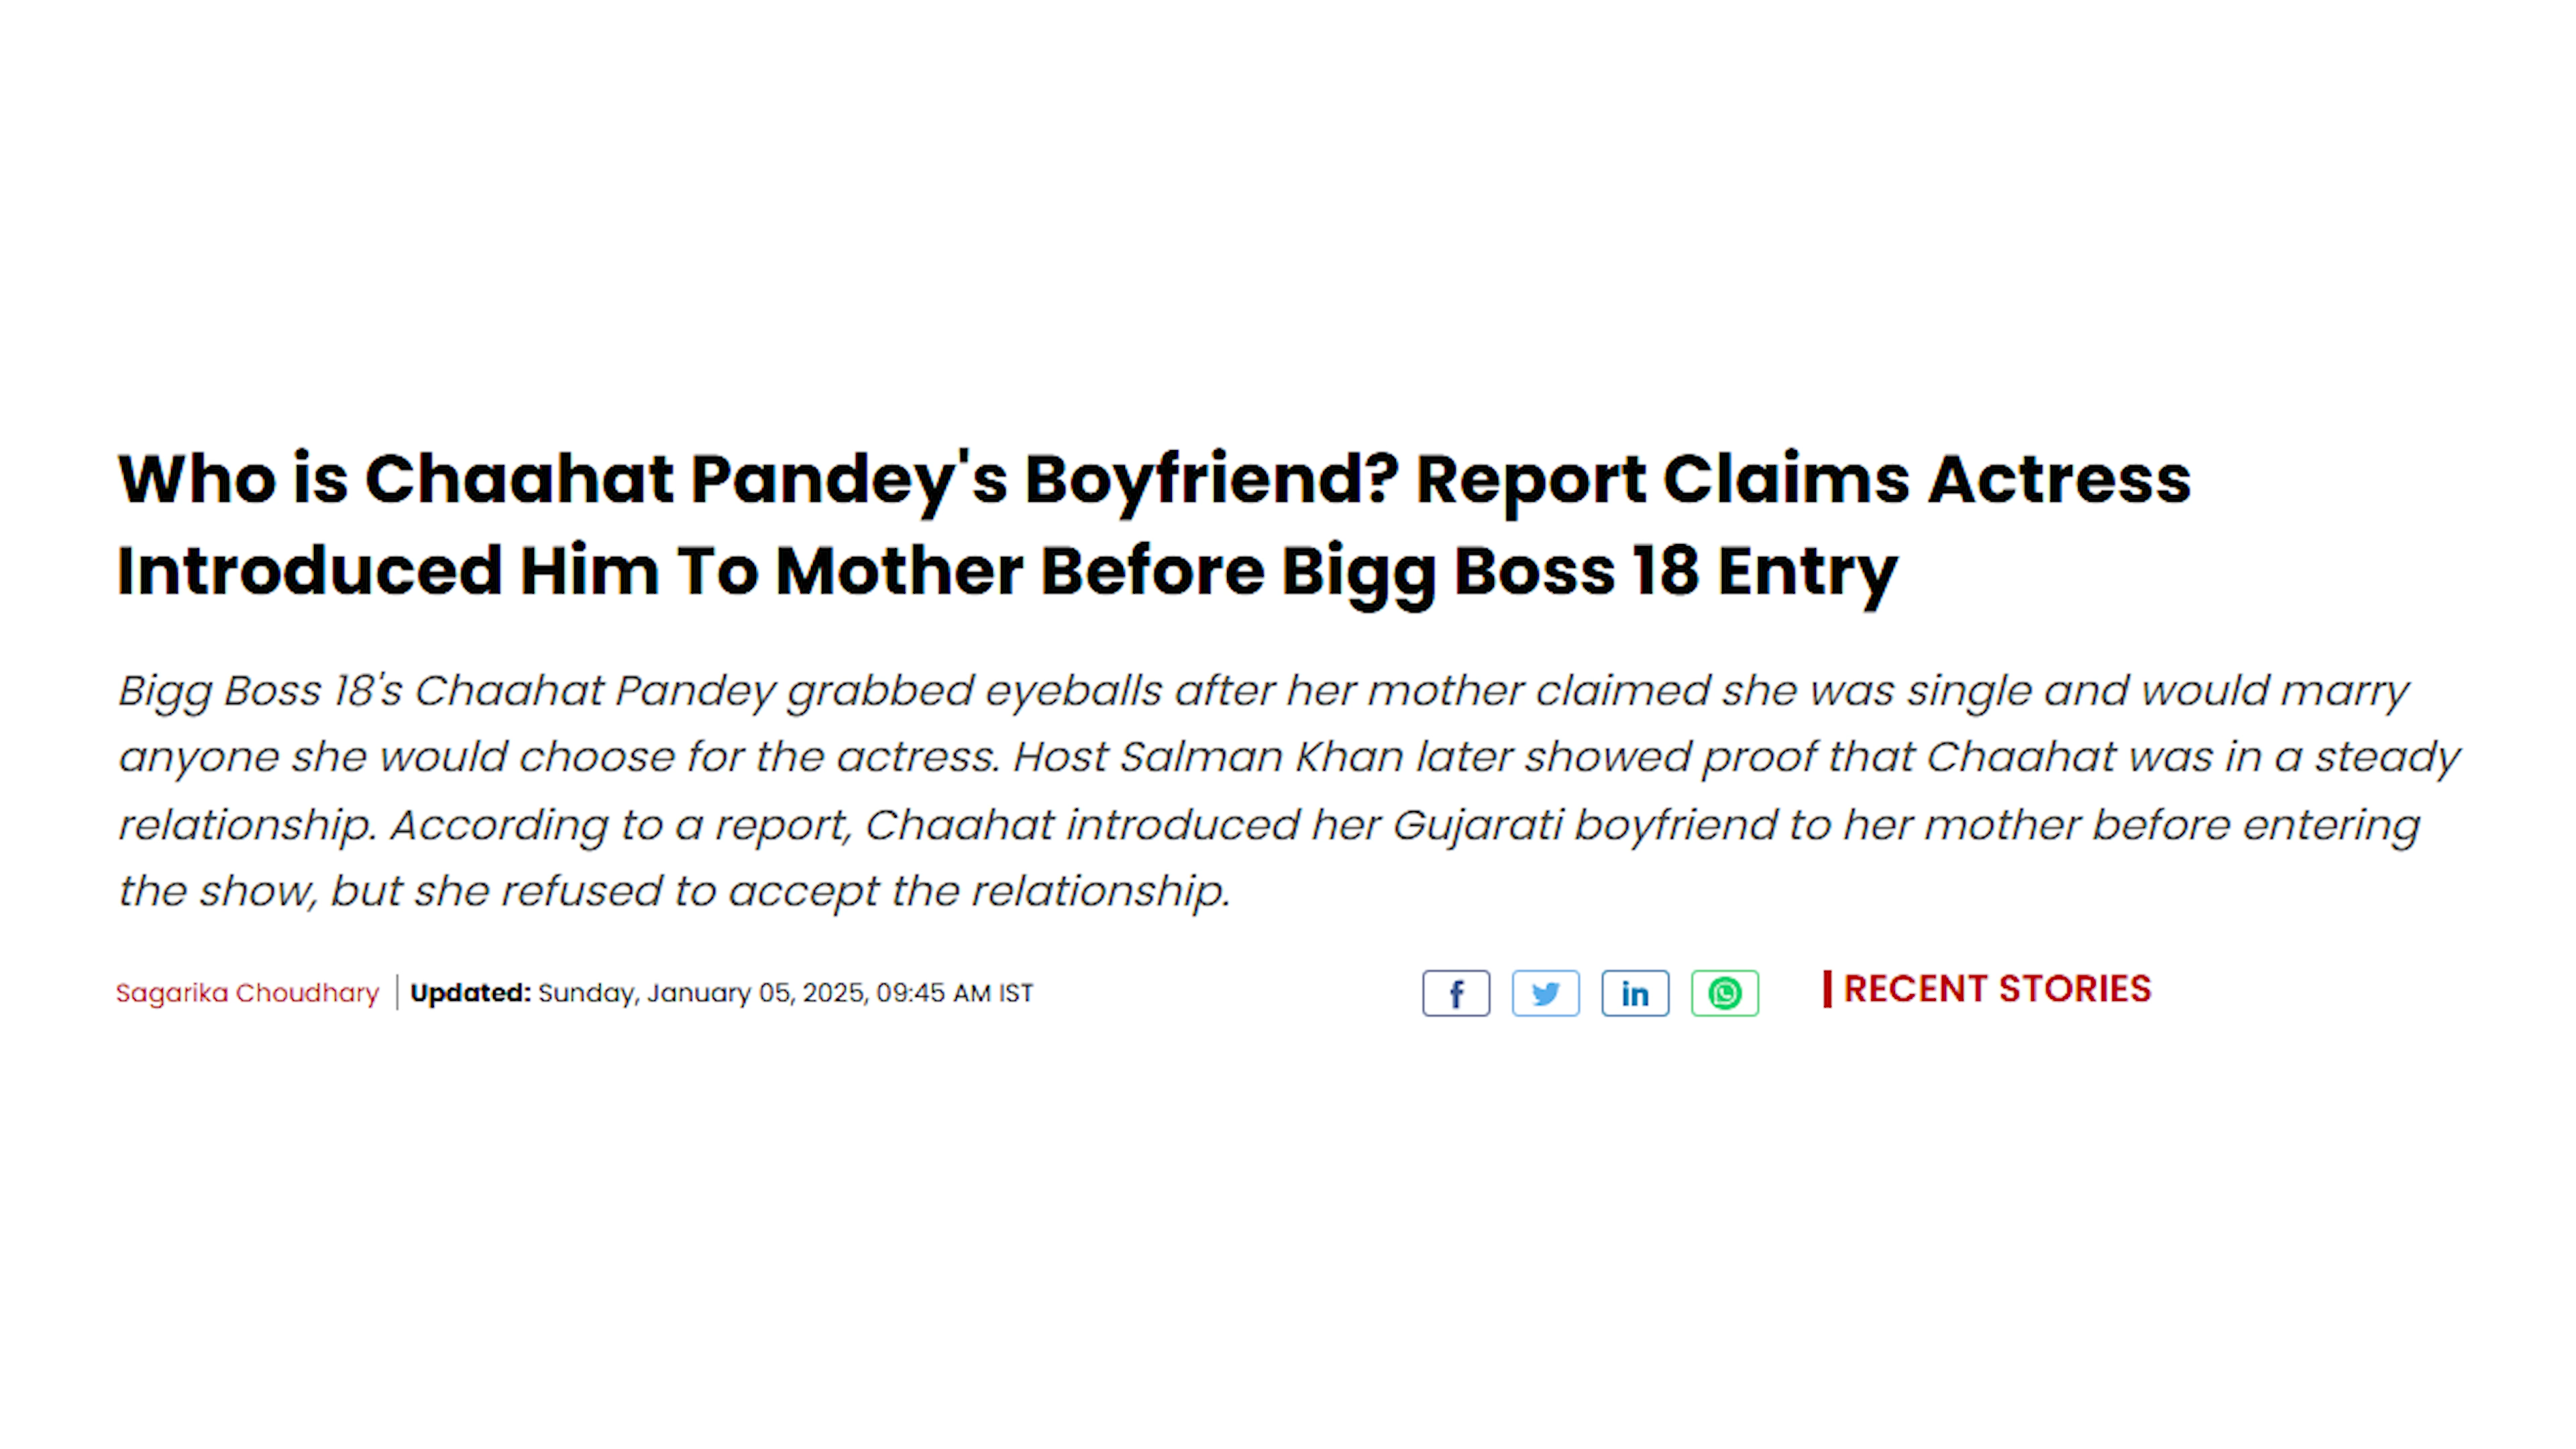 Who is Chaahat Pandey's Boyfriend? Report Claims Actress
Introduced Him To Mother Before Bigg Boss 18 Entry
Bigg Boss 18's Chaahat Pandey grabbed eyeballs after her mother claimed she was single and would marry
anyone she would choose for the actress. Host Salman Khan later showed proof that Chaahat was in a steady
relationship. According to a report, Chaahat introduced her Gujarati boyfriend to her mother before entering
the show, but she refused to accept the relationship.
Sagarika Choudhary | Updated: Sunday, January 05, 2025, 09:45 AM IST
RECENT STORIES